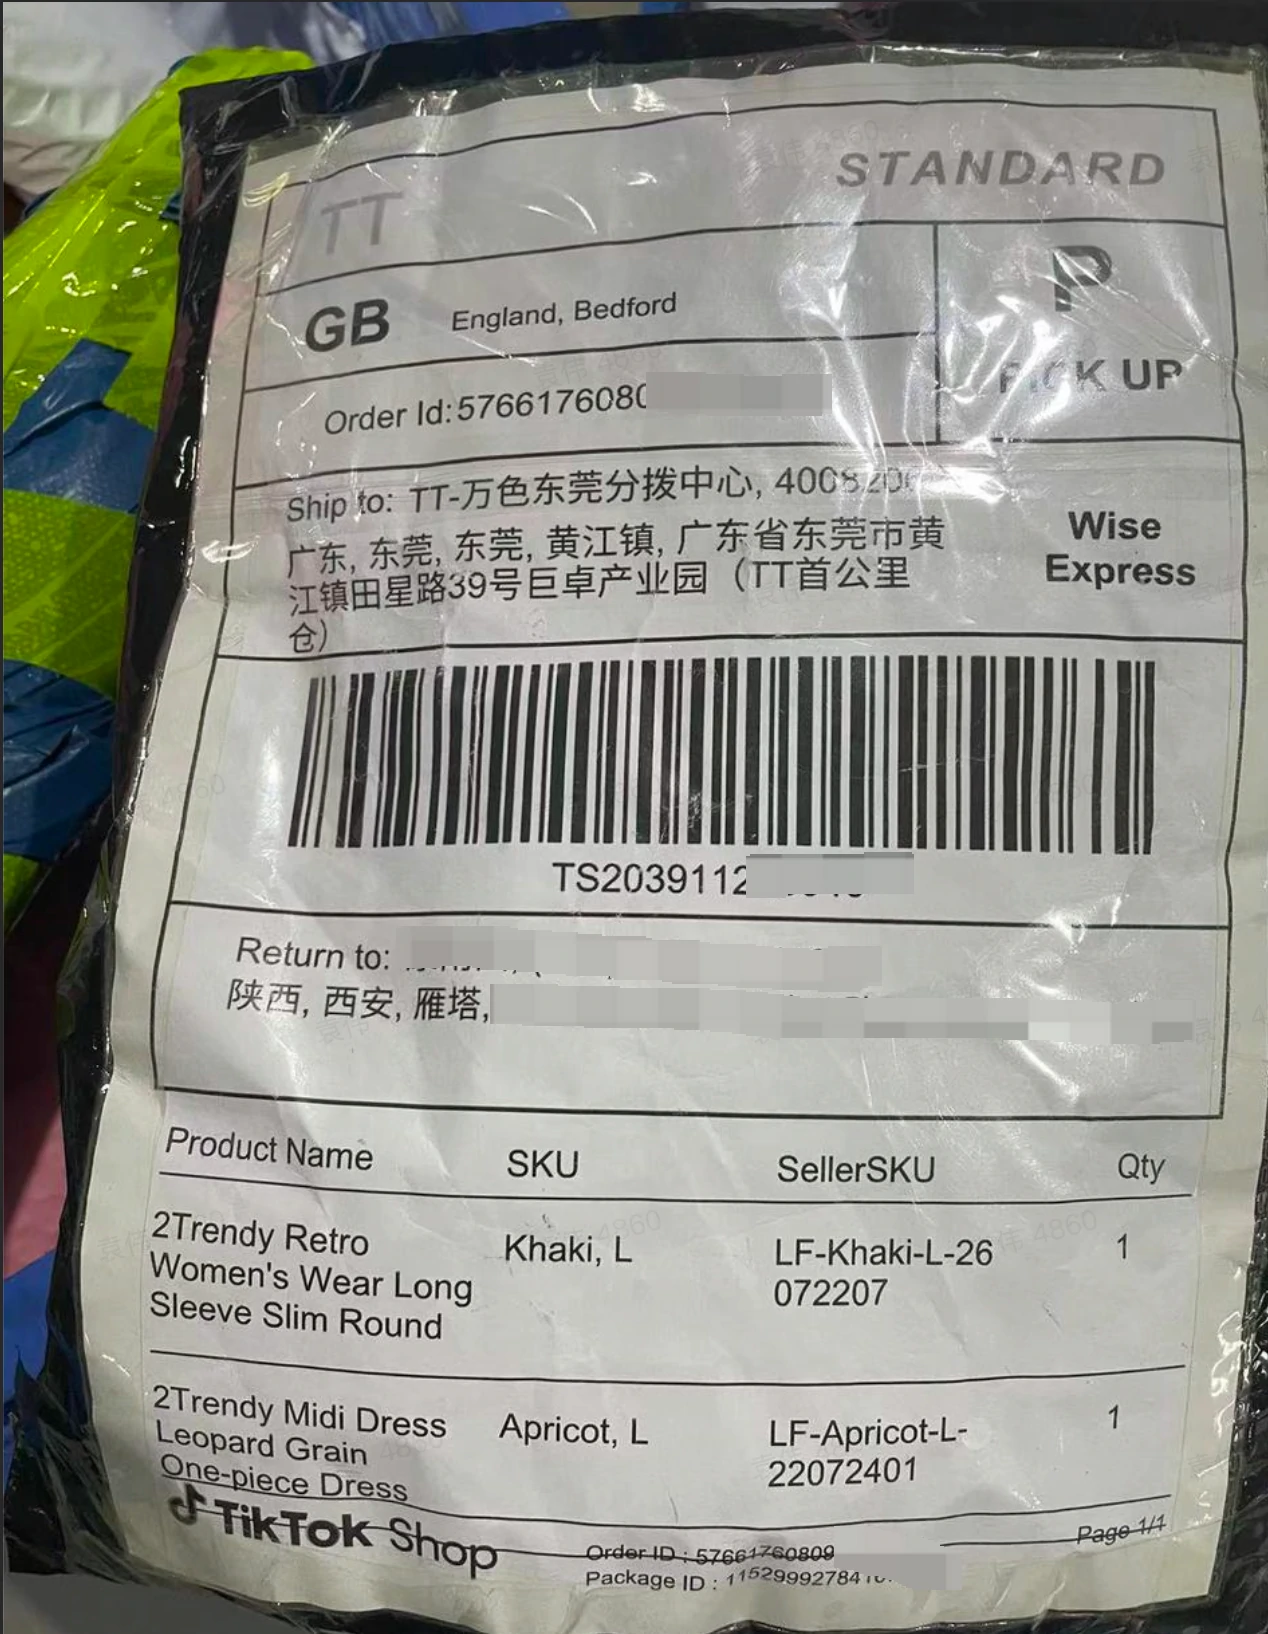 TT
STANDARD
GB England, Bedford
P
PICK UP
Order Id:5766176080
Ship to: TT-万色东莞分拨中心, 4008206
广东, 东莞, 东莞, 黄江镇, 广东省东莞市黄
江镇田星路39号巨卓产业园（TT首公里
仓）
Wise
Express
TS2039112
Return to:
陕西, 西安, 雁塔,
Product Name SKU SellerSKU Qty
2Trendy Retro Khaki, L LF-Khaki-L-26 1
Women's Wear Long 072207
Sleeve Slim Round
2Trendy Midi Dress Apricot, L LF-Apricot-L- 1
Leopard Grain 22072401
One-piece Dress
TikTok Shop
Order ID : 57661760809
Page 1/1
Package ID : 1152999278416